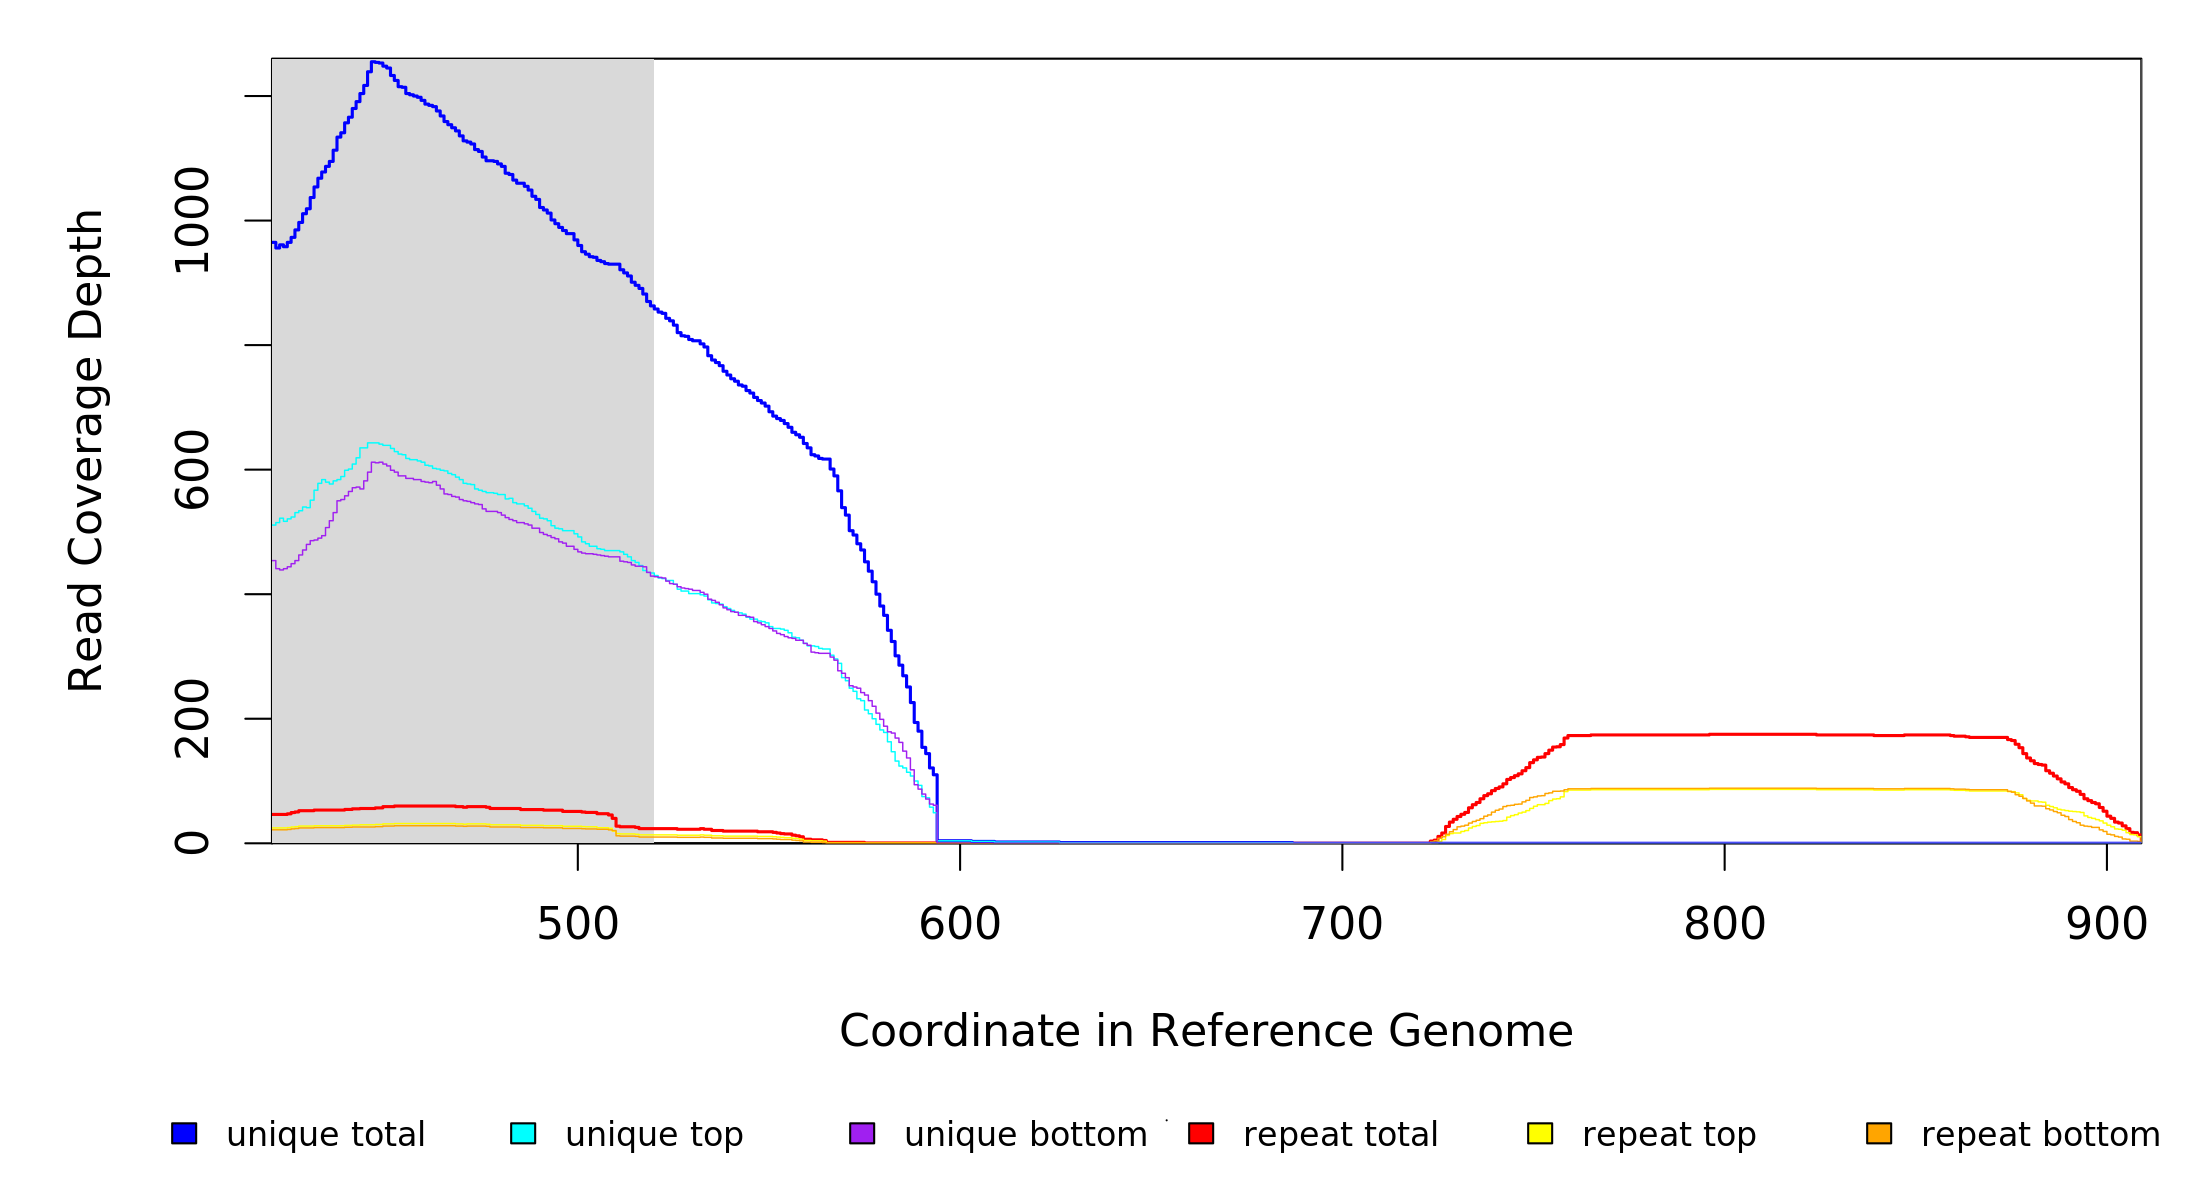 Read Coverage Depth
1000
600
200
0
500 600 700 800 900
Coordinate in Reference Genome
unique total unique top unique bottom repeat total repeat top repeat bottom